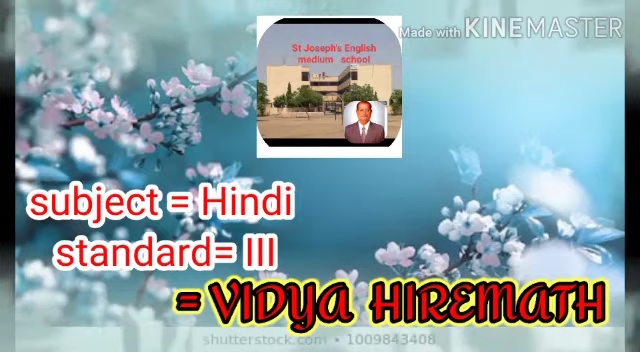 Made with KINEMASTER
St Joseph's English
medium school
subject = Hindi
standard= III
= VIDYA HIREMATH
shutterstock.com • 1009843408